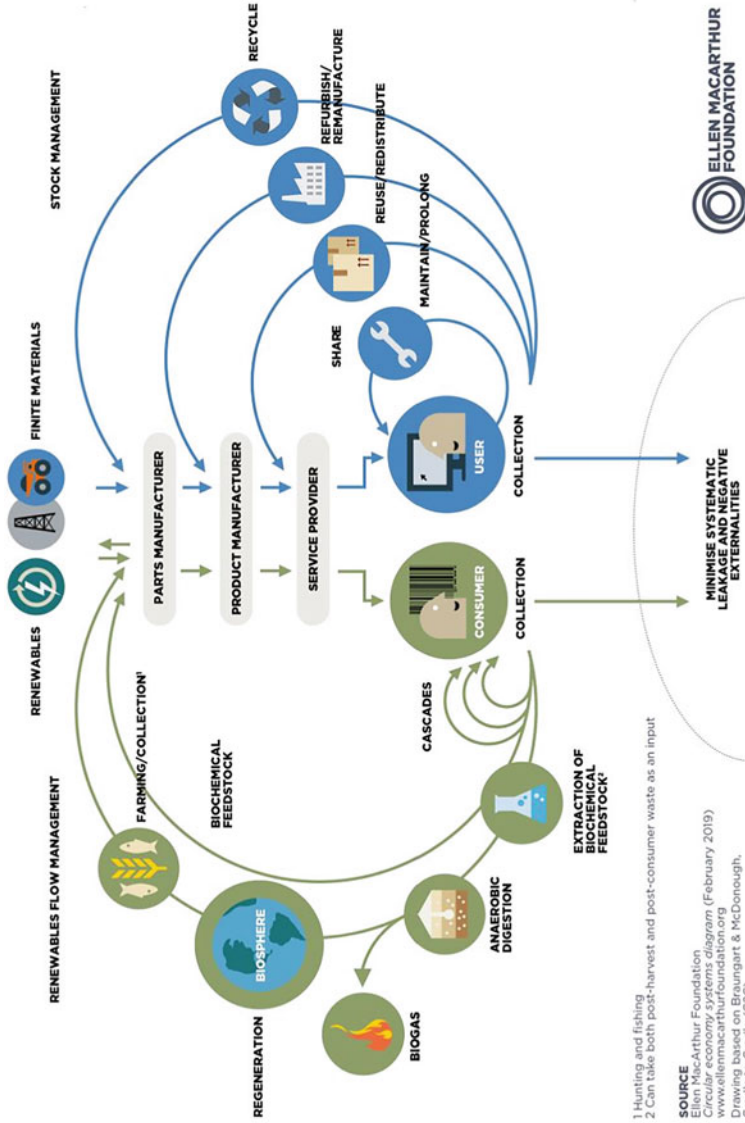 RENEWABLES
FINITE MATERIALS
RENEWABLES FLOW MANAGEMENT
STOCK MANAGEMENT
FARMING/COLLECTION¹
PARTS MANUFACTURER
RECYCLE
BIOCHEMICAL
FEEDSTOCK
PRODUCT MANUFACTURER
REFURBISH/
REMANUFACTURE
REGENERATION
BIOSPHERE
SERVICE PROVIDER
REUSE/REDISTRIBUTE
SHARE
MAINTAIN/PROLONG
BIOGAS
CASCADES
CONSUMER
USER
ANAEROBIC
DIGESTION
COLLECTION
COLLECTION
EXTRACTION OF
BIOCHEMICAL
FEEDSTOCK²
MINIMISE SYSTEMATIC
LEAKAGE AND NEGATIVE
EXTERNALITIES
1 Hunting and fishing
2 Can take both post-harvest and post-consumer waste as an input
SOURCE
Ellen MacArthur Foundation
Circular economy systems diagram (February 2019)
www.ellenmacarthurfoundation.org
Drawing based on Braungart & McDonough,
ELLEN MACARTHUR
FOUNDATION